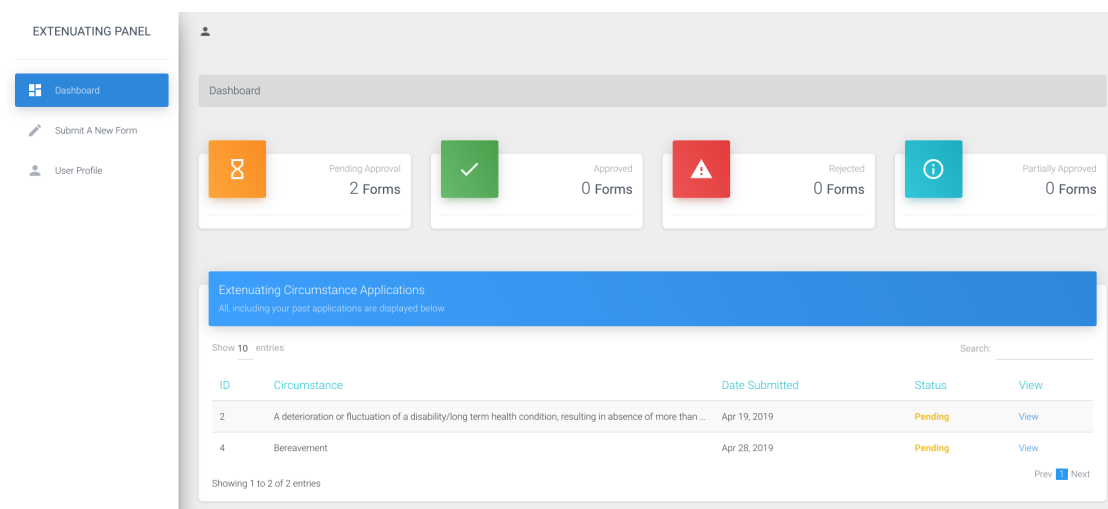 EXTENUATING PANEL
Dashboard
Submit A New Form
User Profile
Dashboard
Pending Approval
2 Forms
Approved
0 Forms
Rejected
0 Forms
Partially Approved
0 Forms
Extenuating Circumstance Applications
All, including your past applications are displayed below
Show 10 entries
Search:
ID Circumstance Date Submitted Status View
2 A deterioration or fluctuation of a disability/long term health condition, resulting in absence of more than ... Apr 19, 2019 Pending View
4 Bereavement Apr 28, 2019 Pending View
Showing 1 to 2 of 2 entries
Prev 1 Next